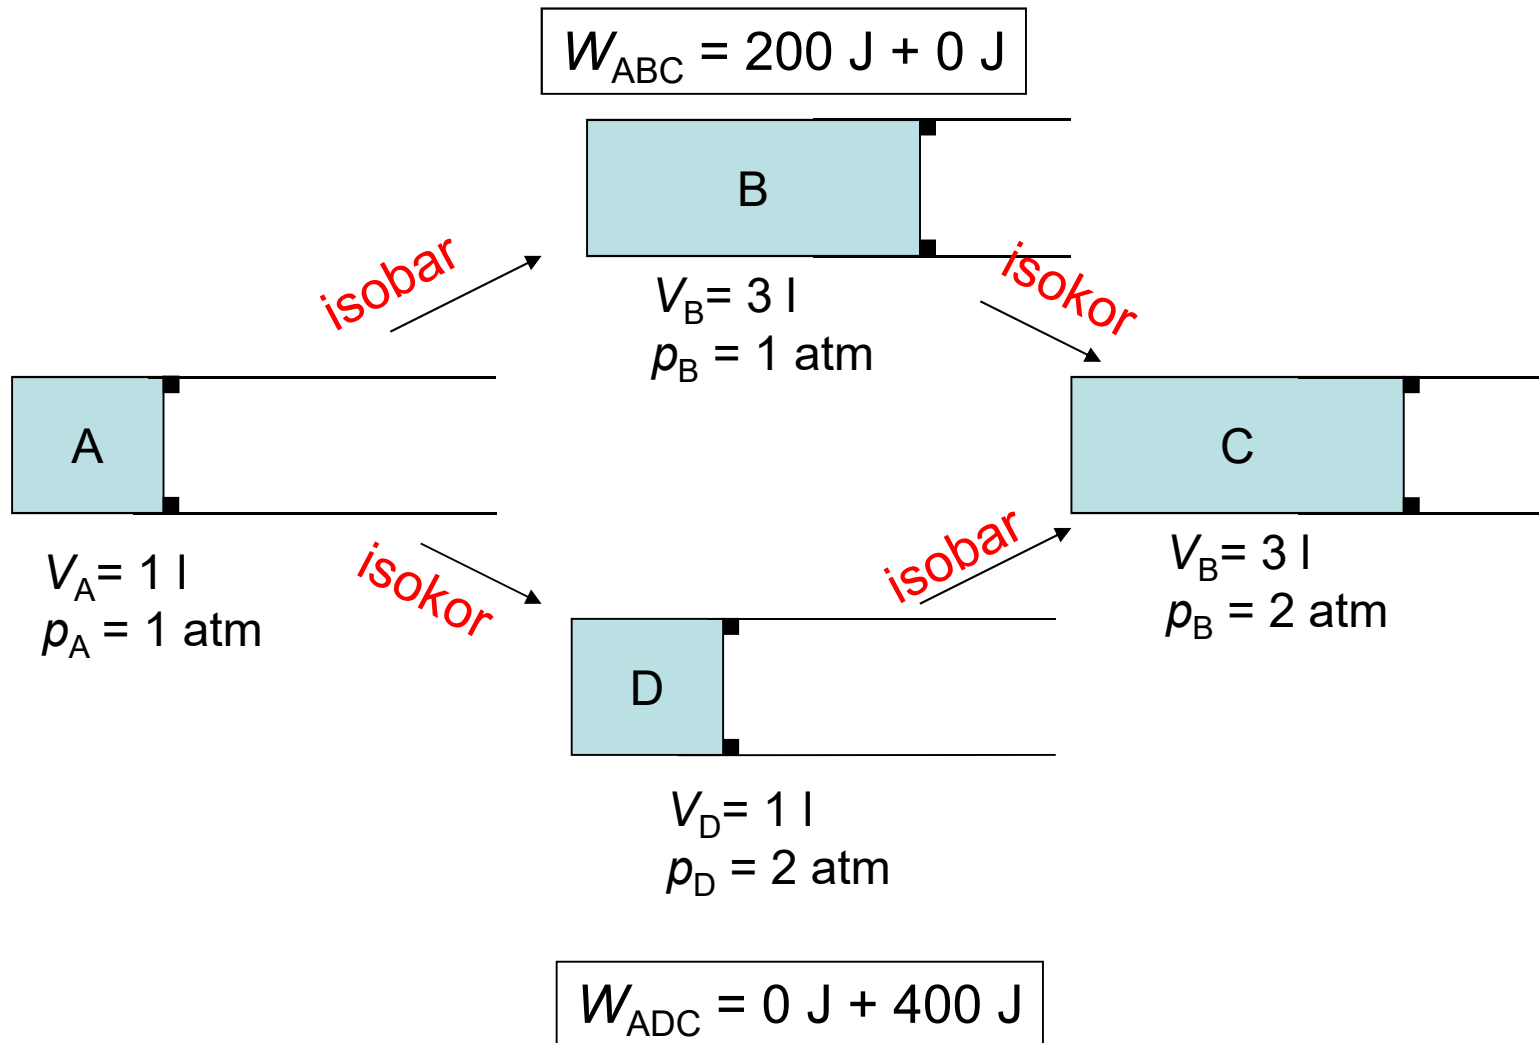 W_ABC = 200 J + 0 J
B
isobar
isokor
V_B= 3 l
p_B = 1 atm
A
C
V_A= 1 l
p_A = 1 atm
isokor
isobar
V_B= 3 l
p_B = 2 atm
D
V_D= 1 l
p_D = 2 atm
W_ADC = 0 J + 400 J